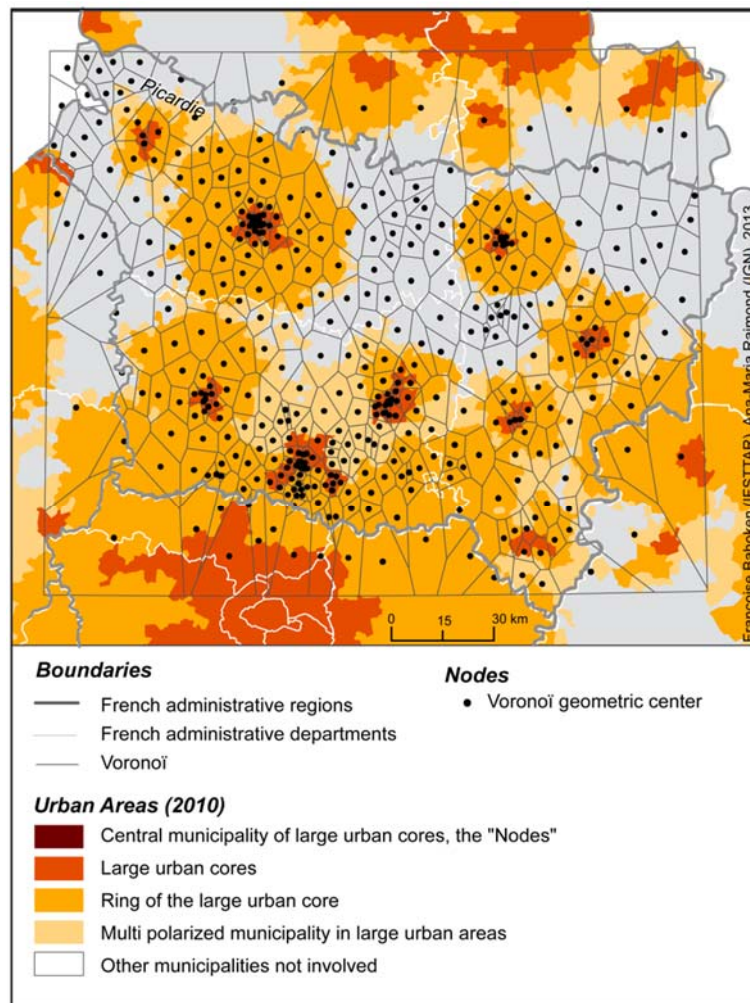 Picardie
Françoise Bahoken (IFSTTAR), Ana-Maria Raimond (IGN), 2013
0 15 30 km
Boundaries
French administrative regions
French administrative departments
Voronoï
Nodes
Voronoï geometric center
Urban Areas (2010)
Central municipality of large urban cores, the "Nodes"
Large urban cores
Ring of the large urban core
Multi polarized municipality in large urban areas
Other municipalities not involved